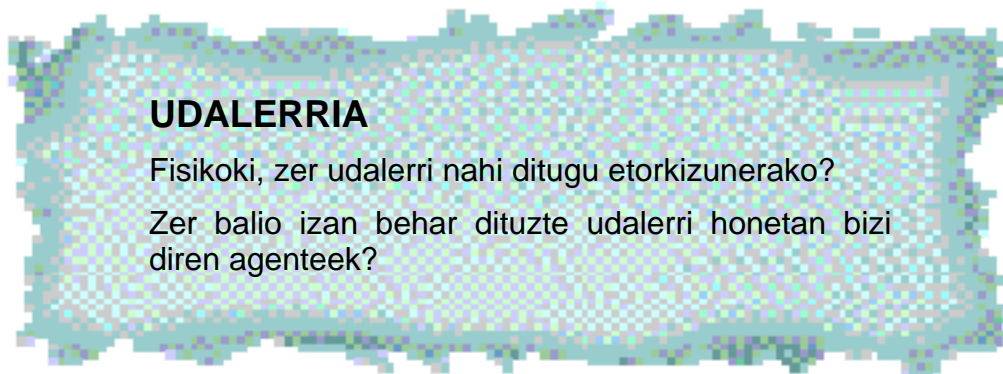 UDALERRIA
Fisikoki, zer udalerri nahi ditugu etorkizunerako?
Zer balio izan behar dituzte udalerri honetan bizi
diren agenteek?